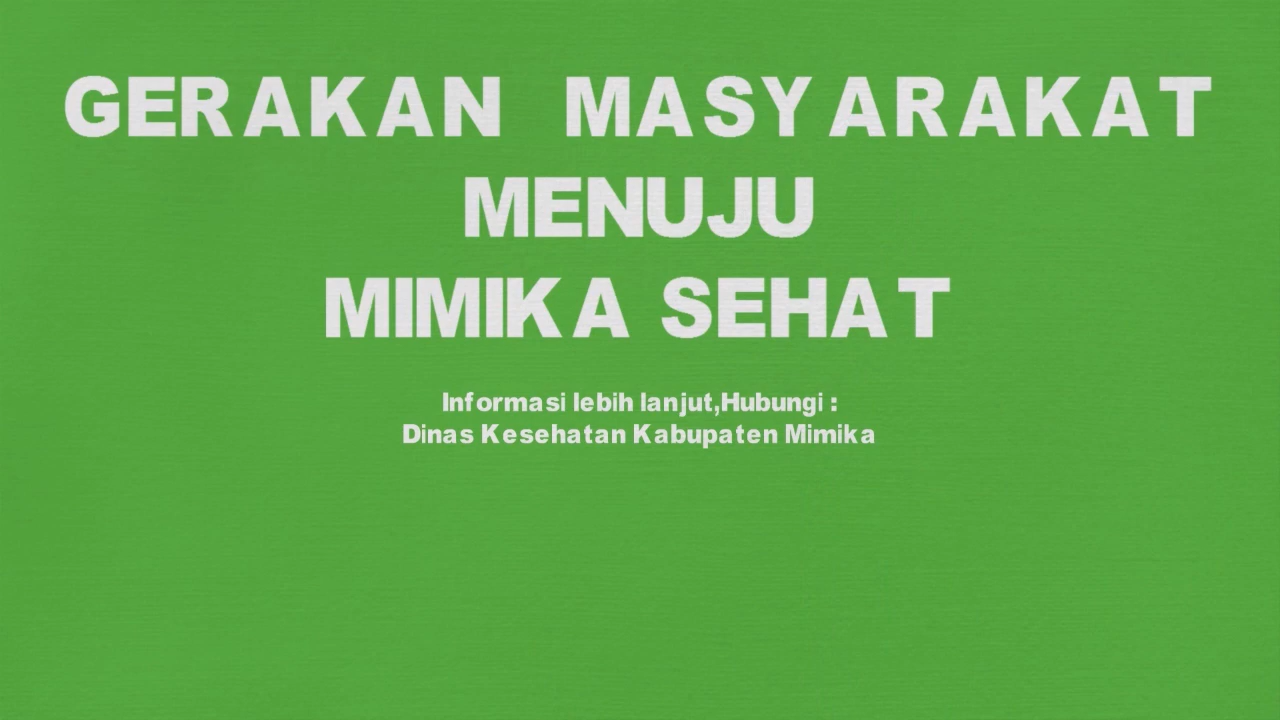 GERAKAN MASYARAKAT
MENUJU
MIMIKA SEHAT
Informasi lebih lanjut,Hubungi :
Dinas Kesehatan Kabupaten Mimika